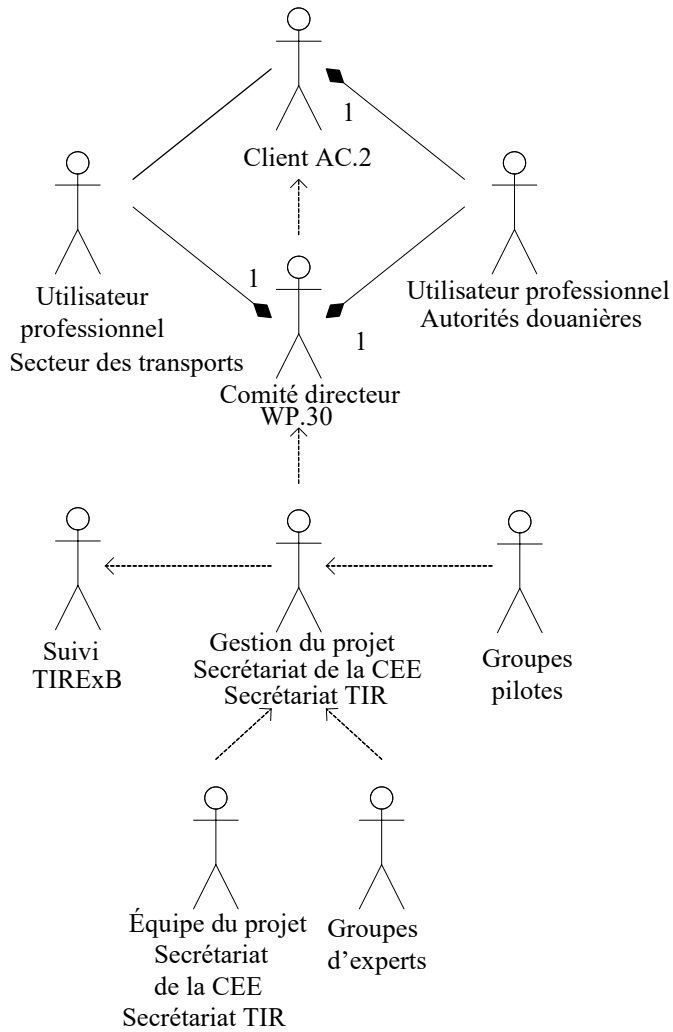 1
Client AC.2
Utilisateur
professionnel
Secteur des transports
Utilisateur professionnel
Autorités douanières
1
1
Comité directeur
WP.30
Suivi
TIRExB
Gestion du projet
Secrétariat de la CEE
Secrétariat TIR
Groupes
pilotes
Équipe du projet
Secrétariat
de la CEE
Secrétariat TIR
Groupes
d’experts